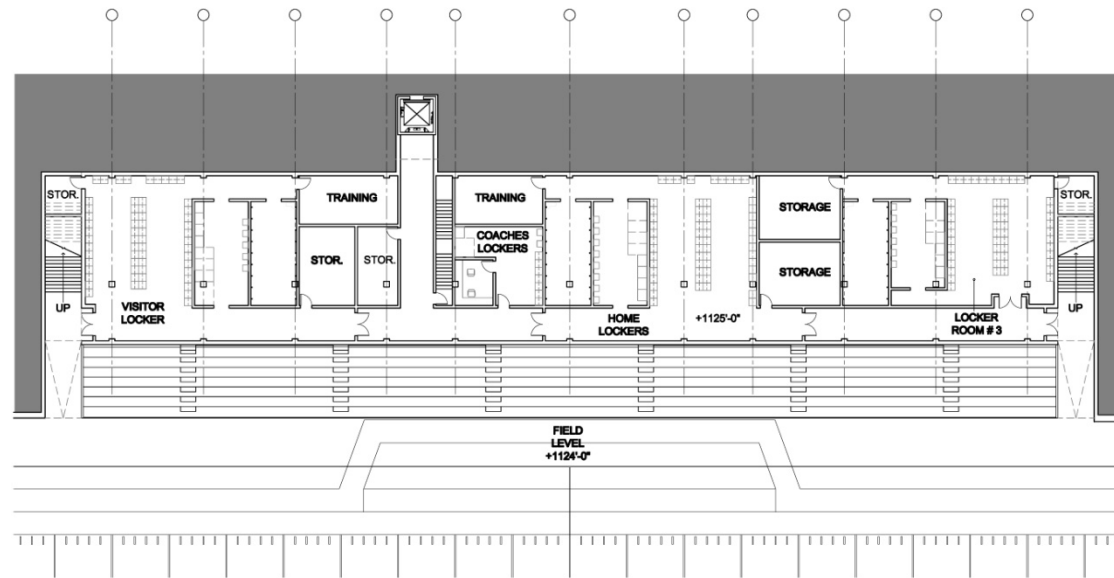 STOR.
TRAINING
TRAINING
STORAGE
STOR.
COACHES
LOCKERS
STOR.
STOR.
STORAGE
UP
VISITOR
LOCKER
HOME
LOCKERS
+1125'-0"
LOCKER
ROOM # 3
UP
FIELD
LEVEL
+1124'-0"